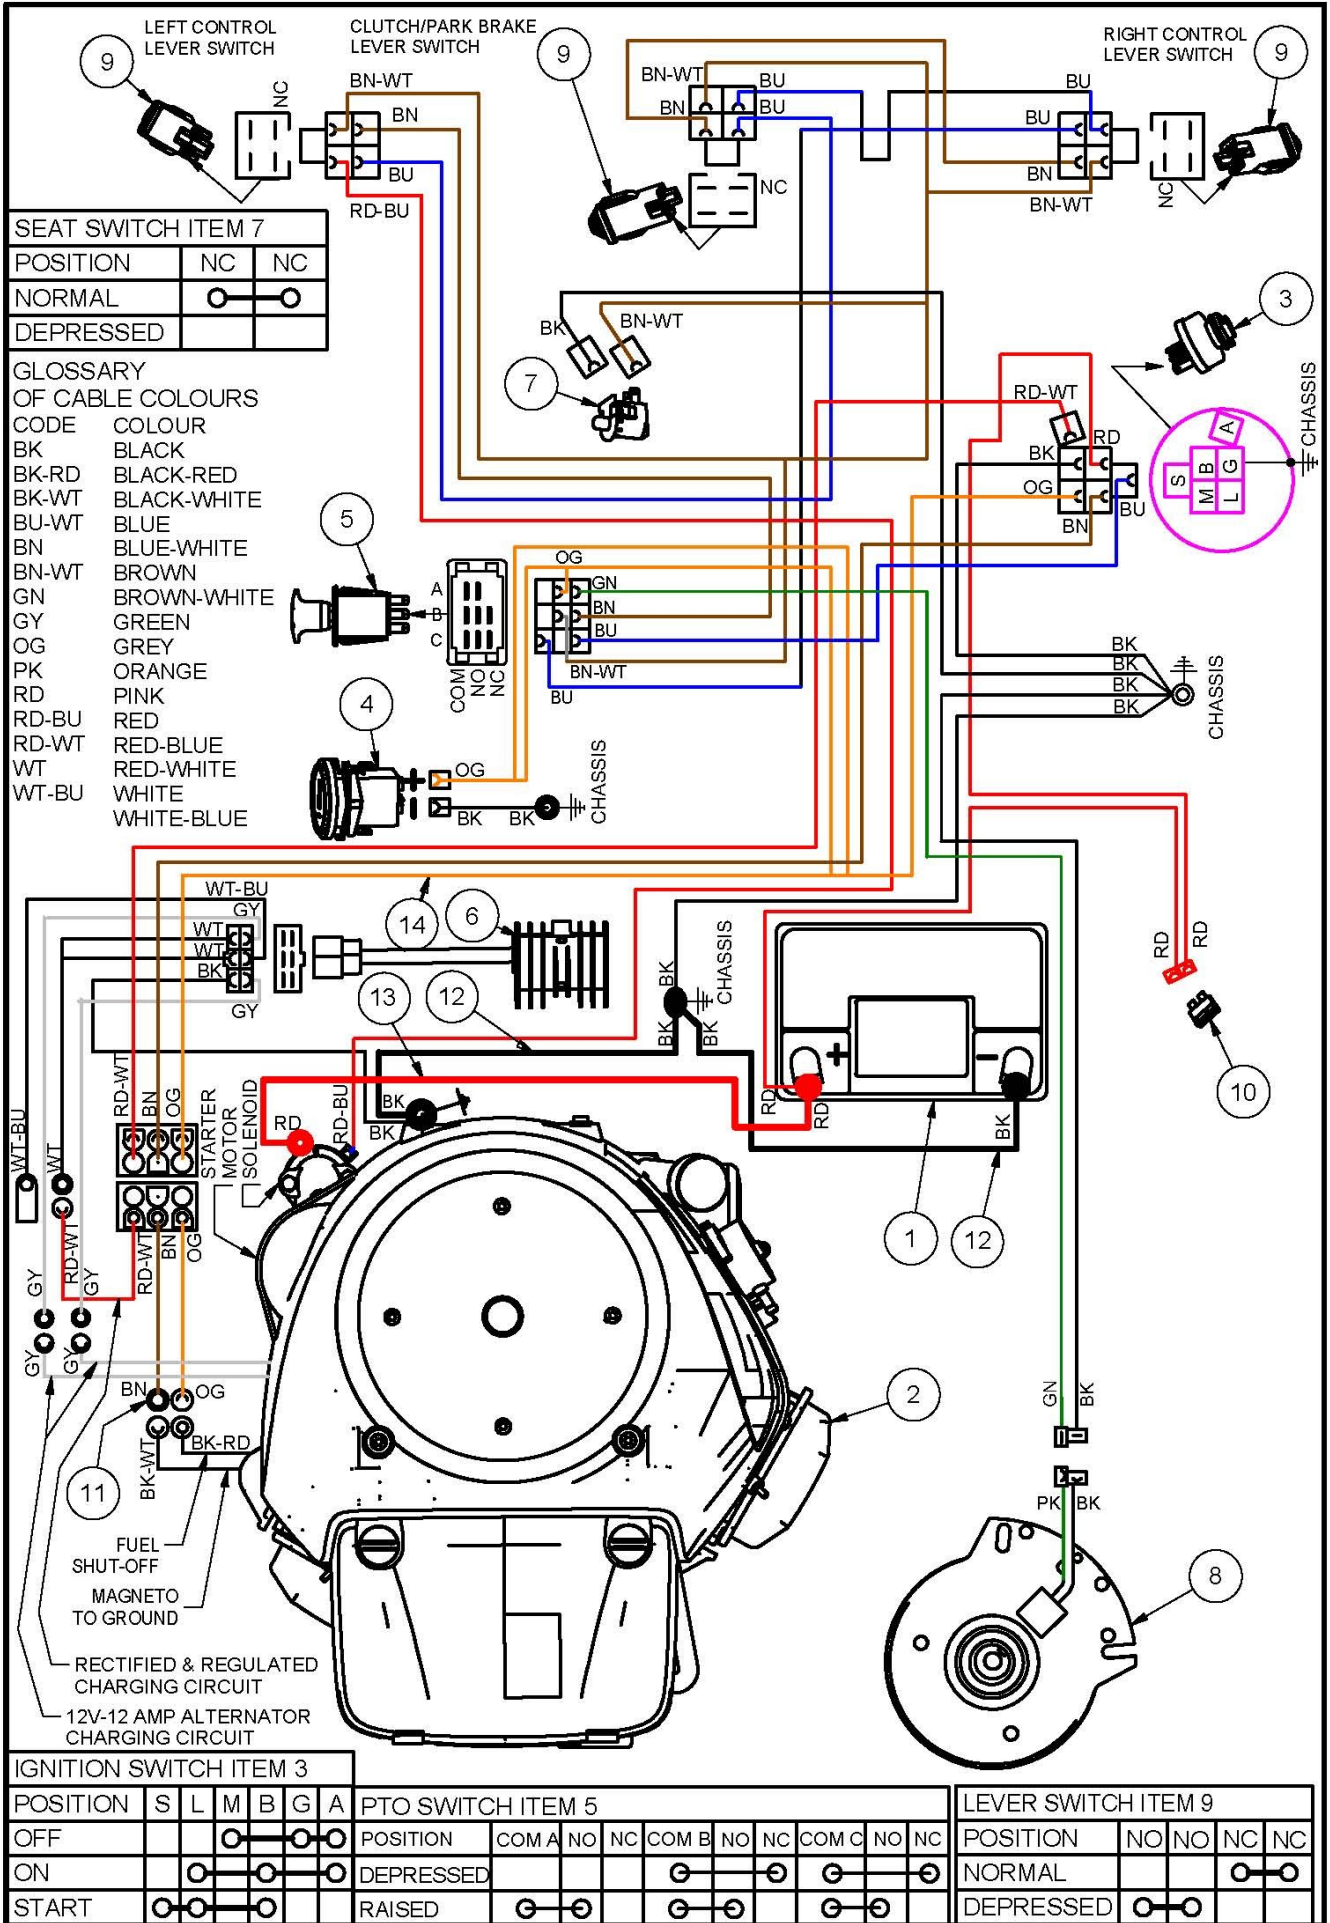 LEFT CONTROL
LEVER SWITCH
CLUTCH/PARK BRAKE
LEVER SWITCH
RIGHT CONTROL
LEVER SWITCH
9
9
9
NC
BN-WT
BN
BU
RD-BU
BN-WT
BN
BU
BU
NC
BU
BU
BN
BN-WT
NC
SEAT SWITCH ITEM 7
POSITION NC NC
NORMAL
DEPRESSED
GLOSSARY
OF CABLE COLOURS
CODE COLOUR
BK BLACK
BK-RD BLACK-RED
BK-WT BLACK-WHITE
BU-WT BLUE
BN BLUE-WHITE
BN-WT BROWN
GN BROWN-WHITE
GY GREEN
OG GREY
PK ORANGE
RD PINK
RD-BU RED
RD-WT RED-BLUE
WT RED-WHITE
WT-BU WHITE
WHITE-BLUE
BK
BN-WT
7
3
RD-WT
RD
BK
OG
BN
BU
A
B
G
S
M
L
CHASSIS
5
A
B
C
COM
NO
NC
OG
GN
BN
BU
BN-WT
BU
4
OG
BK
BK
CHASSIS
BK
BK
BK
BK
CHASSIS
WT-BU
GY
WT
WT
BK
GY
14
6
13
12
BK
CHASSIS
BK
BK
RD
RD
10
+
-
RD
RD
BK
1
12
WT-BU
WT
RD-WT
BN
OG
STARTER
MOTOR
SOLENOID
RD
RD-BU
BK
BK
GY
RD-WT
GY
RD-WT
BN
OG
GY
GY
BN
OG
BK-WT
BK-RD
11
2
GN
BK
PK
BK
8
FUEL
SHUT-OFF
MAGNETO
TO GROUND
RECTIFIED & REGULATED
CHARGING CIRCUIT
12V-12 AMP ALTERNATOR
CHARGING CIRCUIT
IGNITION SWITCH ITEM 3
POSITION S L M B G A
OFF
ON
START
PTO SWITCH ITEM 5
POSITION COM A NO NC COM B NO NC COM C NO NC
DEPRESSED
RAISED
LEVER SWITCH ITEM 9
POSITION NO NO NC NC
NORMAL
DEPRESSED